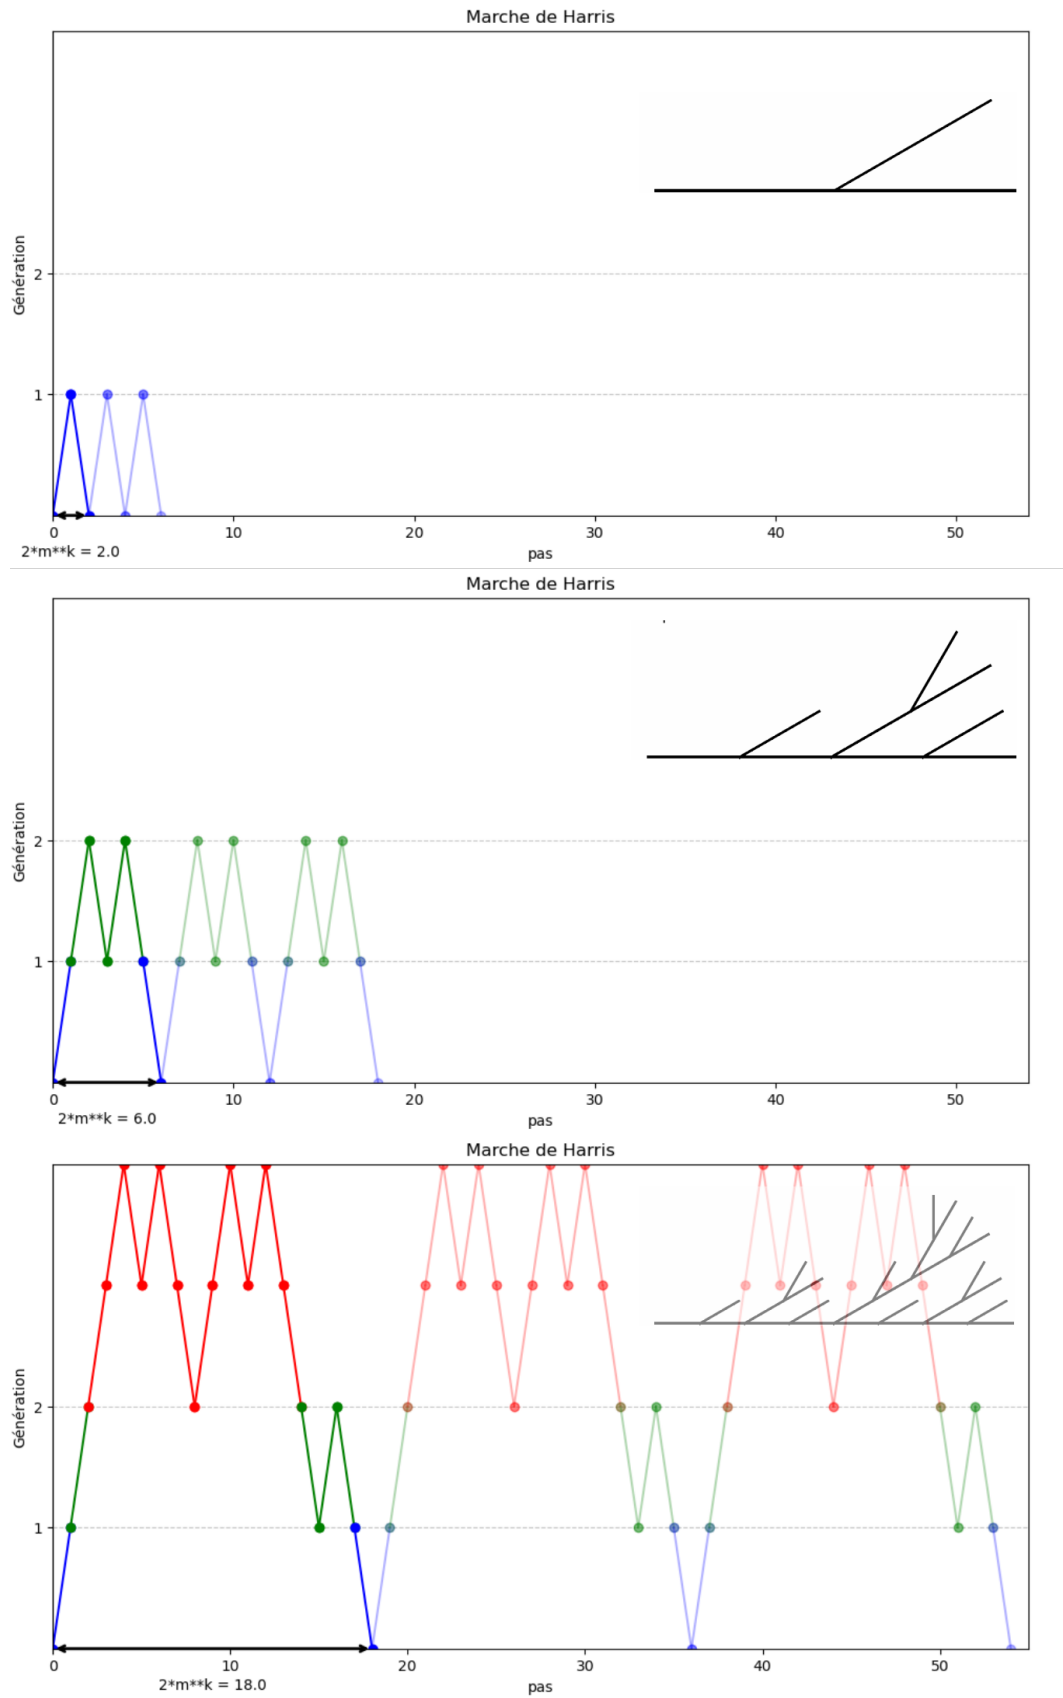 Marche de Harris
Génération
2
1
0 10 20 30 40 50
2*m**k = 2.0
pas
Marche de Harris
Génération
2
1
0 10 20 30 40 50
2*m**k = 6.0
pas
Marche de Harris
Génération
2
1
0 10 20 30 40 50
2*m**k = 18.0
pas